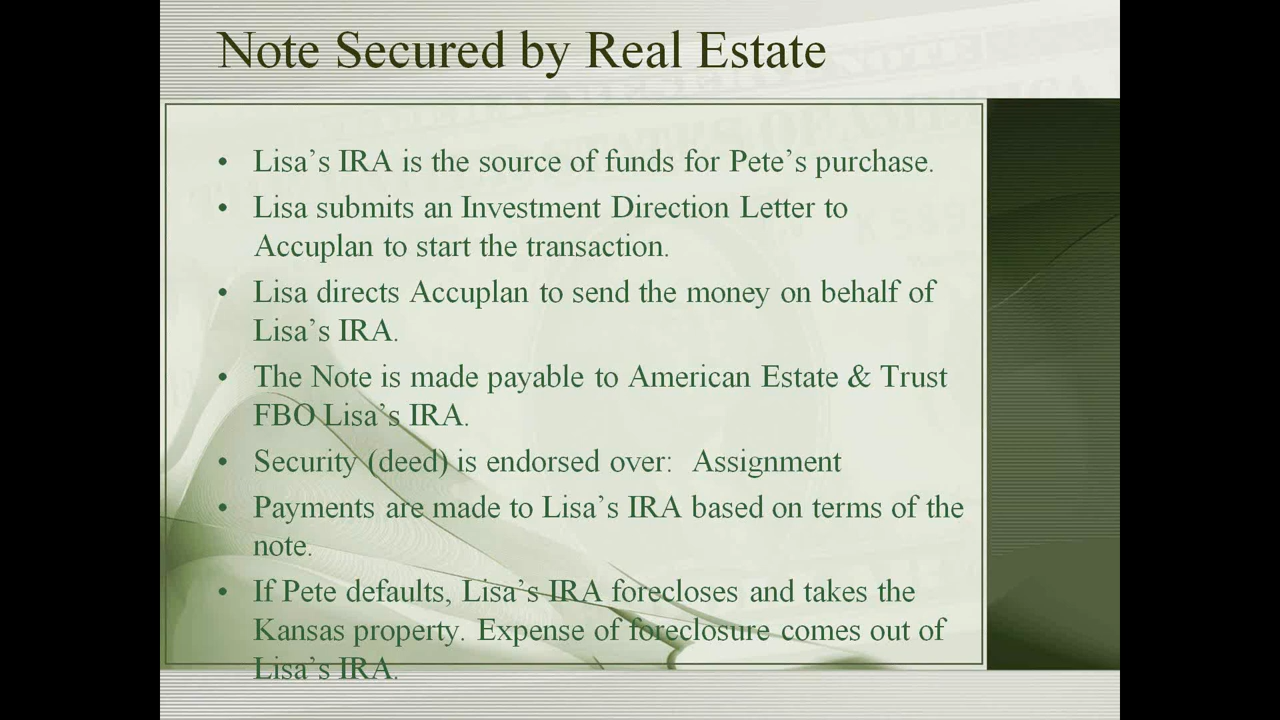 Note Secured by Real Estate
• Lisa’s IRA is the source of funds for Pete’s purchase.
• Lisa submits an Investment Direction Letter to
Accuplan to start the transaction.
• Lisa directs Accuplan to send the money on behalf of
Lisa’s IRA.
• The Note is made payable to American Estate & Trust
FBO Lisa’s IRA.
• Security (deed) is endorsed over:  Assignment
• Payments are made to Lisa’s IRA based on terms of the
note.
• If Pete defaults, Lisa’s IRA forecloses and takes the
Kansas property. Expense of foreclosure comes out of
Lisa’s IRA.